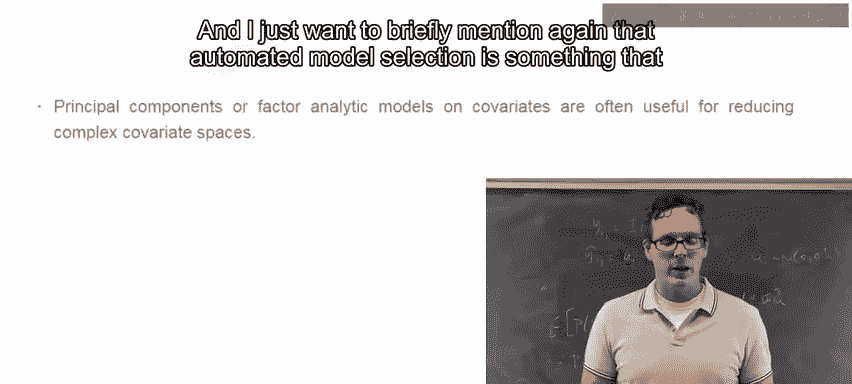 And I just want to briefly mention again that
automated model selection is something that
· Principal components or factor analytic models on covariates are often useful for reducing
complex covariate spaces.